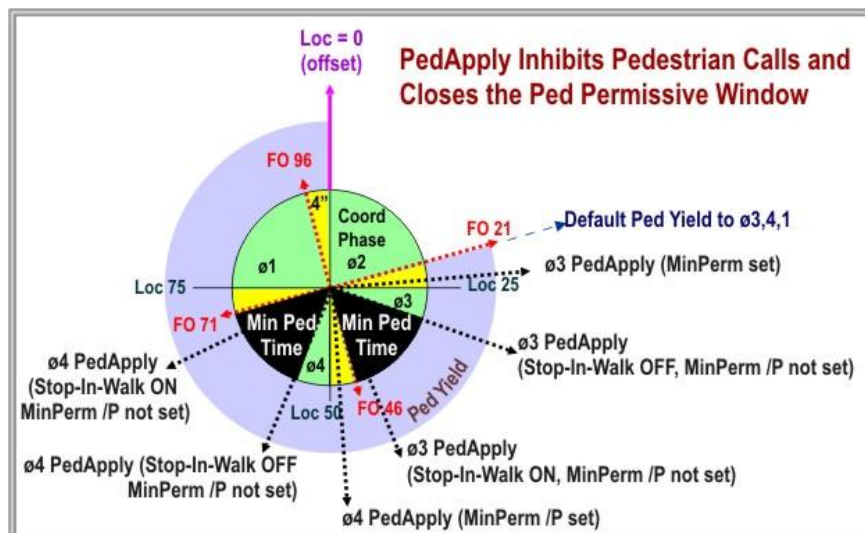 Loc = 0
(offset)
PedApply Inhibits Pedestrian Calls and
Closes the Ped Permissive Window
FO 96
4”
Coord
Phase
FO 21
Default Ped Yield to ø3,4,1
ø1
ø2
ø3 PedApply (MinPerm set)
Loc 75
Loc 25
ø3
FO 71
Min Ped
Time
Min Ped
Time
ø3 PedApply
(Stop-In-Walk OFF, MinPerm /P not set)
ø4 PedApply
(Stop-In-Walk ON
MinPerm /P not set)
ø4
Ped Yield
Loc 50
FO 46
ø4 PedApply (Stop-In-Walk OFF
MinPerm /P not set)
ø3 PedApply
(Stop-In-Walk ON, MinPerm /P not set)
ø4 PedApply (MinPerm /P set)